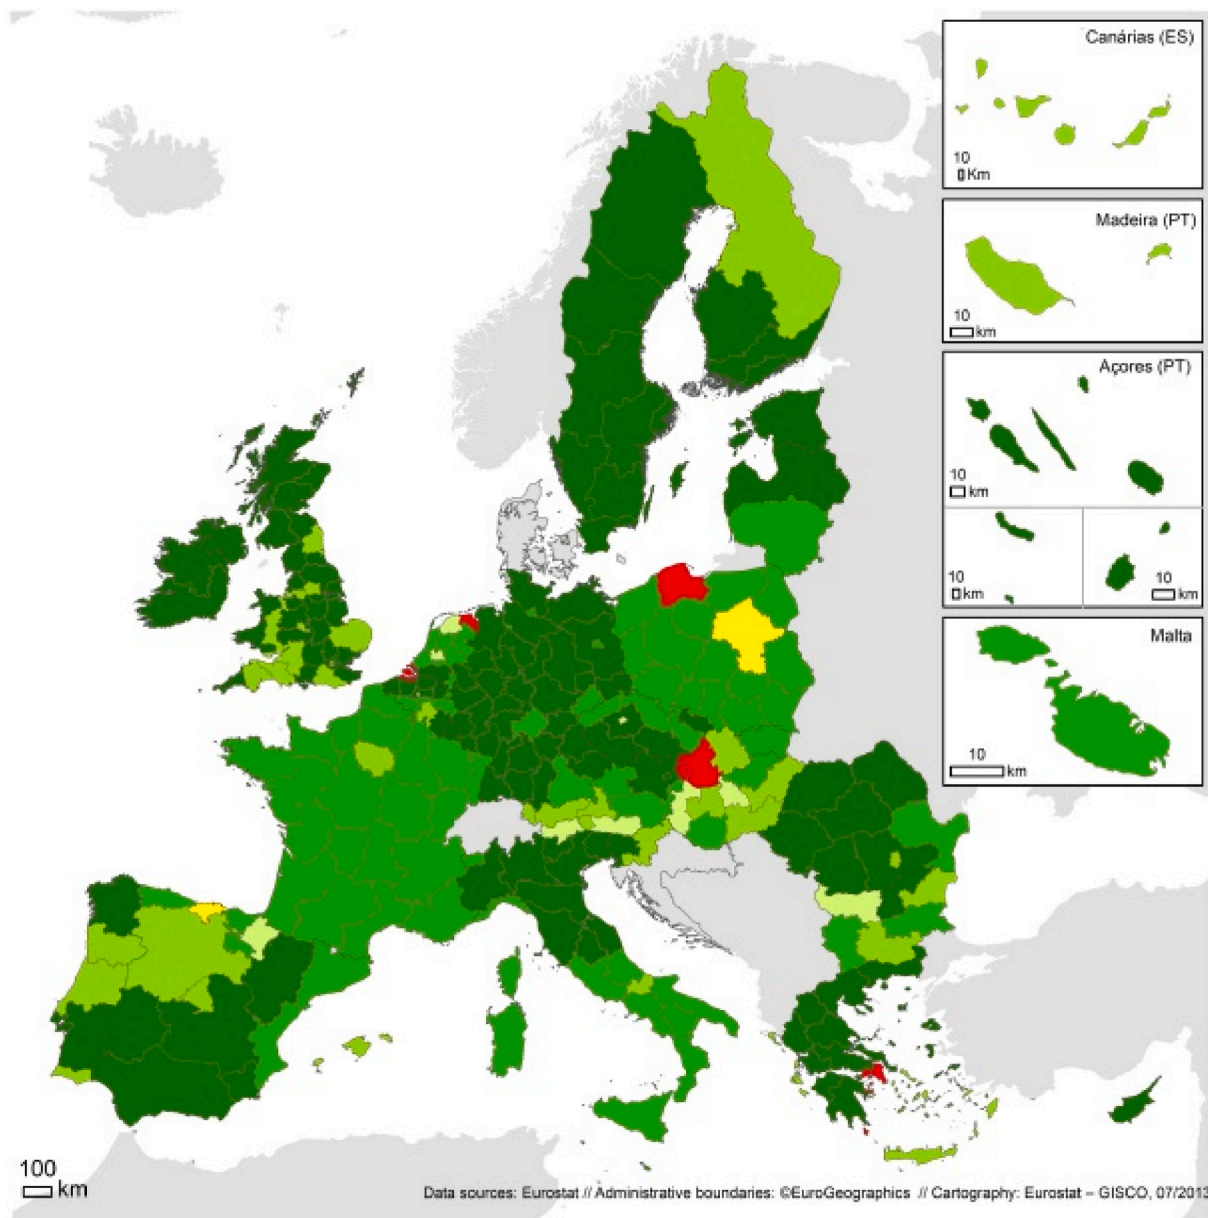 Canárias (ES)
10
Km
Madeira (PT)
10
km
Açores (PT)
10
km
10
km
10
km
Malta
10
km
100
km
Data sources: Eurostat // Administrative boundaries: ©EuroGeographics // Cartography: Eurostat – GISCO, 07/2013